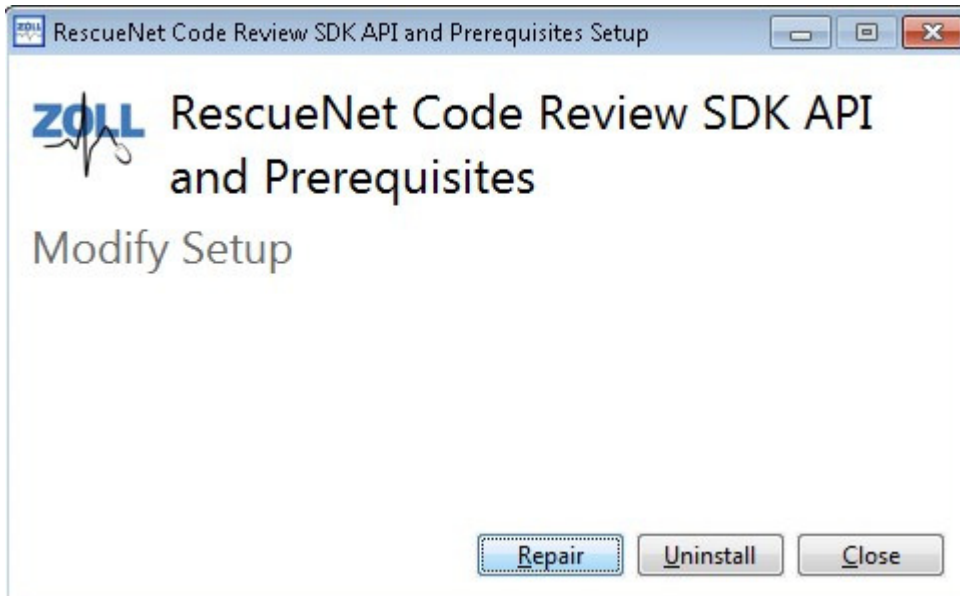 ZOLL RescueNet Code Review SDK API and Prerequisites Setup
ZOLL RescueNet Code Review SDK API
and Prerequisites
Modify Setup
Repair Uninstall Close